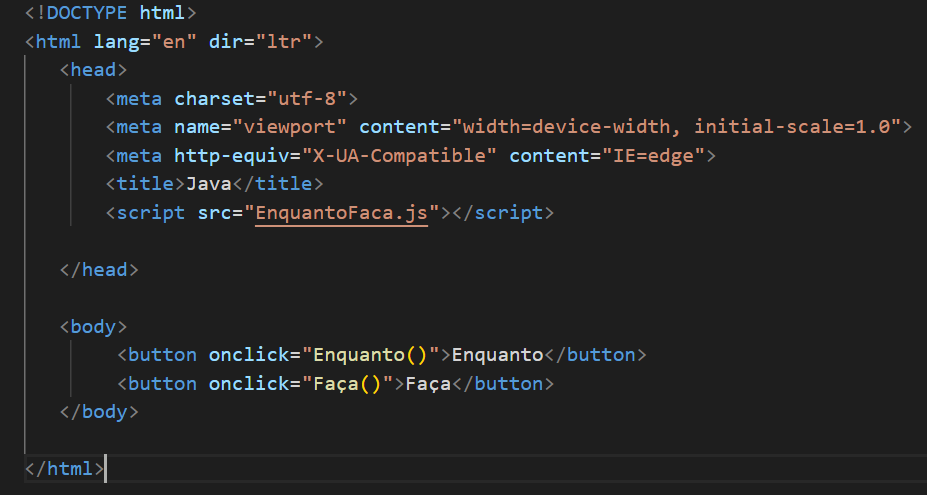 <!DOCTYPE html>
<html lang="en" dir="ltr">
<head>
<meta charset="utf-8">
<meta name="viewport" content="width=device-width, initial-scale=1.0">
<meta http-equiv="X-UA-Compatible" content="IE=edge">
<title>Java</title>
<script src="EnquantoFaca.js"></script>
</head>
<body>
<button onclick="Enquanto()">Enquanto</button>
<button onclick="Faça()">Faça</button>
</body>
</html>